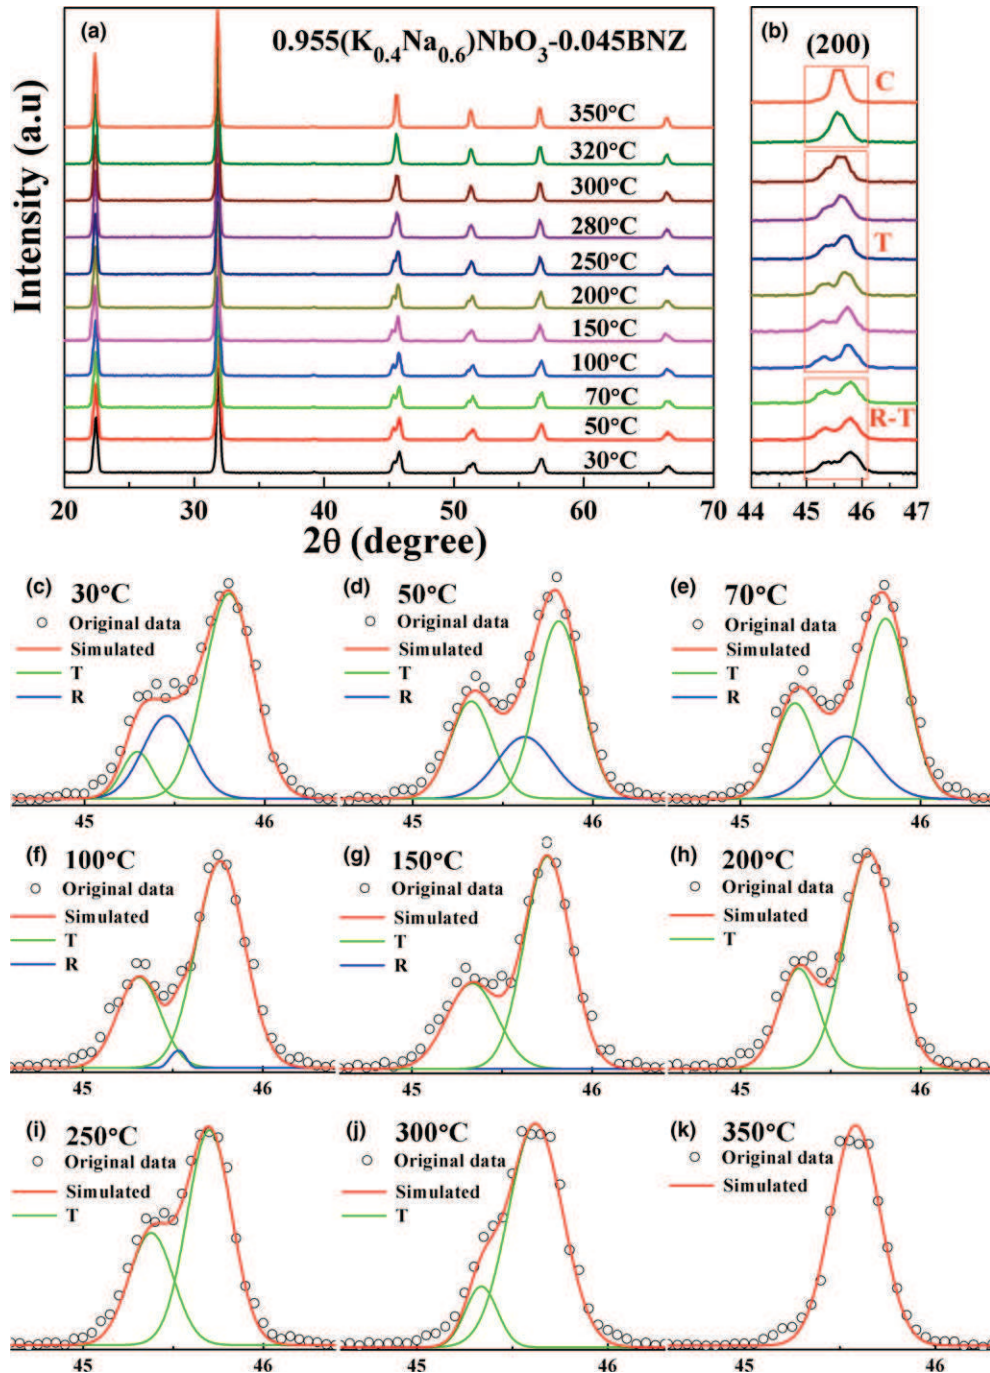 (a)
0.955(K0.4Na0.6)NbO3-0.045BNZ
Intensity (a.u)
350°C
320°C
300°C
280°C
250°C
200°C
150°C
100°C
70°C
50°C
30°C
20 30 40 50 60 70
2θ (degree)
(b)
(200)
C
T
R-T
44 45 46 47
(c) 30°C
Original data
Simulated
T
R
45 46
(d) 50°C
Original data
Simulated
T
R
45 46
(e) 70°C
Original data
Simulated
T
R
45 46
(f) 100°C
Original data
Simulated
T
R
45 46
(g) 150°C
Original data
Simulated
T
R
45 46
(h) 200°C
Original data
Simulated
T
45 46
(i) 250°C
Original data
Simulated
T
45 46
(j) 300°C
Original data
Simulated
T
45 46
(k) 350°C
Original data
Simulated
45 46